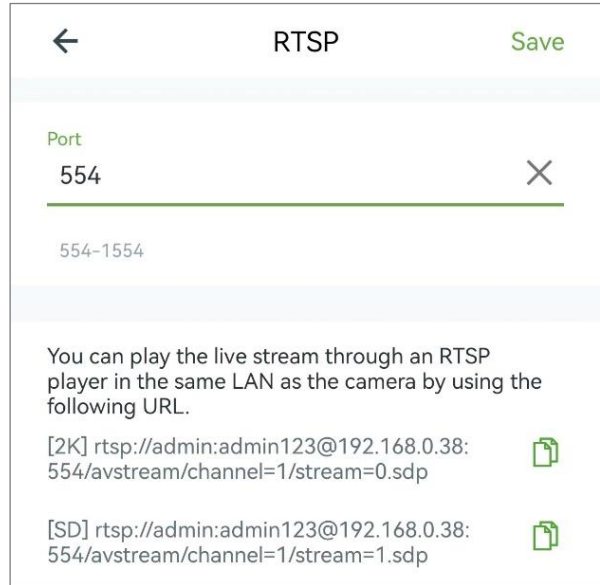 RTSP Save
Port
554
554-1554
You can play the live stream through an RTSP
player in the same LAN as the camera by using the
following URL.
[2K] rtsp://admin:admin123@192.168.0.38:
554/avstream/channel=1/stream=0.sdp
[SD] rtsp://admin:admin123@192.168.0.38:
554/avstream/channel=1/stream=1.sdp